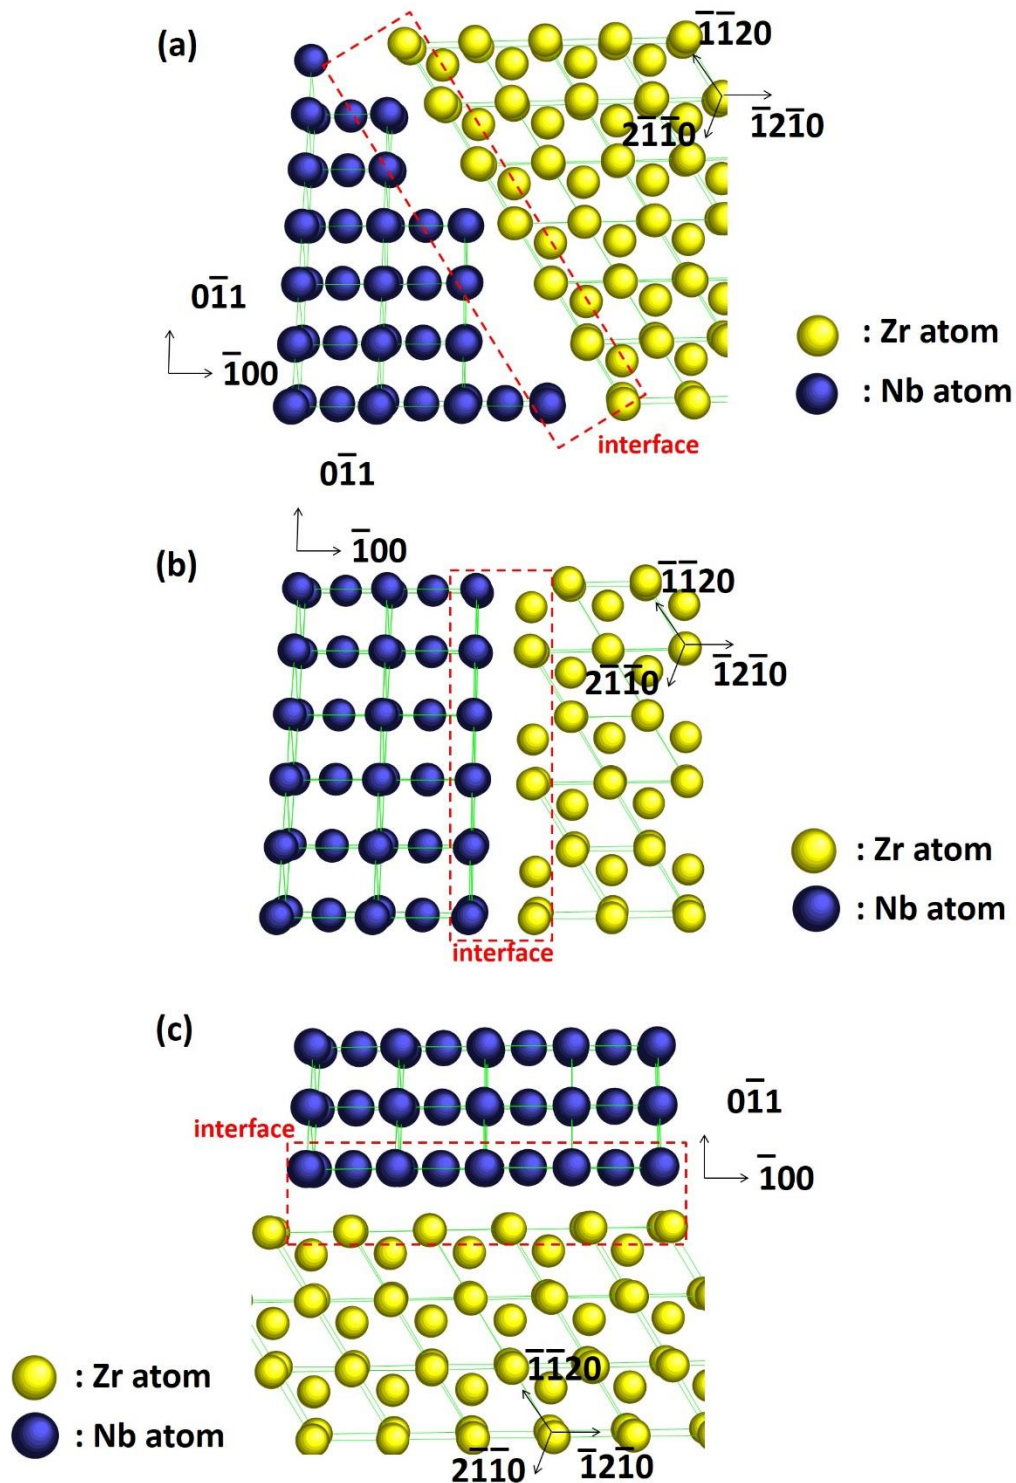 (a)
1̅1̅20
1̅21̅0
21̅1̅0
01̅1
1̅00
: Zr atom
: Nb atom
interface
01̅1
1̅00
(b)
1̅1̅20
1̅21̅0
21̅1̅0
: Zr atom
: Nb atom
interface
(c)
01̅1
interface
1̅00
1̅1̅20
: Zr atom
: Nb atom
21̅1̅0
1̅21̅0